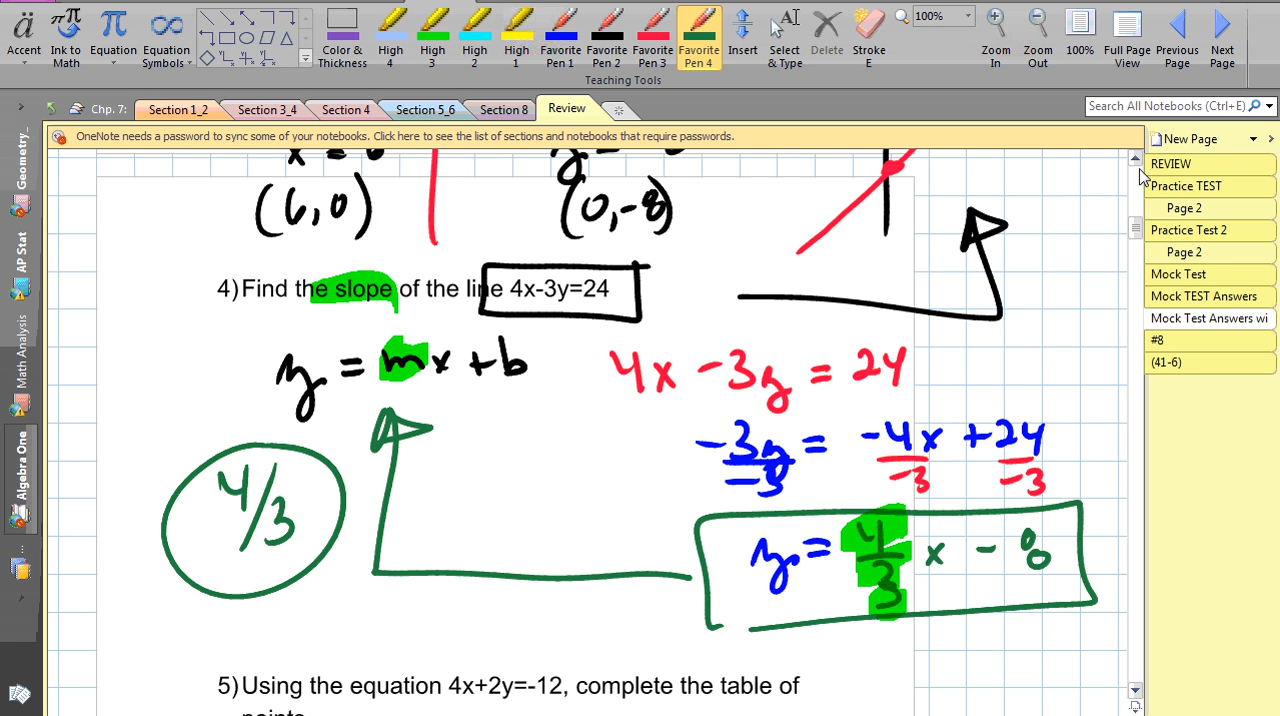 Accent
Ink to Math
Equation
Equation Symbols
Color & Thickness
High 4
High 3
High 2
High 1
Favorite Pen 1
Favorite Pen 2
Favorite Pen 3
Favorite Pen 4
Insert
Select & Type
Delete
Stroke E
100%
Zoom In
Zoom Out
100%
Full Page View
Previous Page
Next Page
Teaching Tools
Chp. 7:
Section 1_2
Section 3_4
Section 4
Section 5_6
Section 8
Review
Search All Notebooks (Ctrl+E)
OneNote needs a password to sync some of your notebooks. Click here to see the list of sections and notebooks that require passwords.
New Page
REVIEW
Practice TEST
Page 2
Practice Test 2
Page 2
Mock Test
Mock TEST Answers
Mock Test Answers wi
#8
(41-6)
Geometry
AP Stat
Math Analysis
Algebra One
(6,0)
(0,-8)
4) Find the slope of the line 4x-3y=24
y = mx + b
4x - 3y = 24
-3y = -4x + 24
-3 -3 -3
y = 4/3 x - 8
4/3
5) Using the equation 4x+2y=-12, complete the table of
points